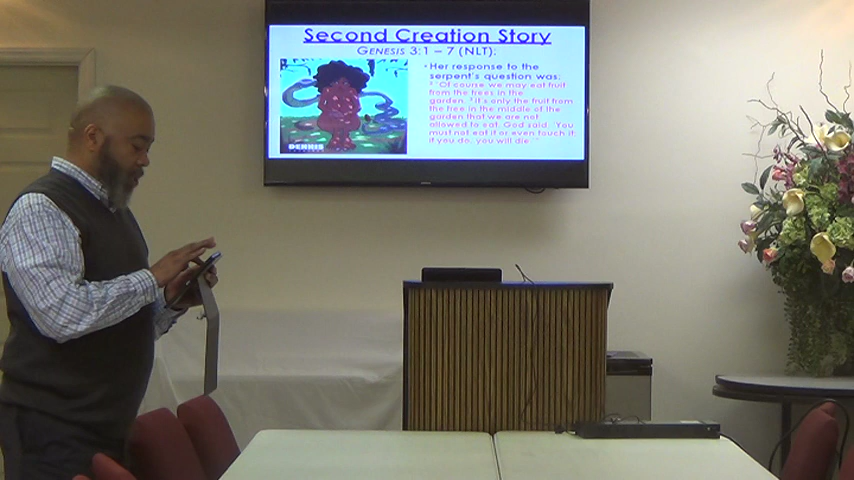 Second Creation Story
GENESIS 3:1 – 7 (NLT):
• Her response to the
serpent's question was:
2 "Of course we may eat fruit
from the trees in the
garden. 3 It's only the fruit from
the tree in the middle of the
garden that we are not
allowed to eat. God said, 'You
must not eat it or even touch it;
if you do, you will die.'"
DENNIS